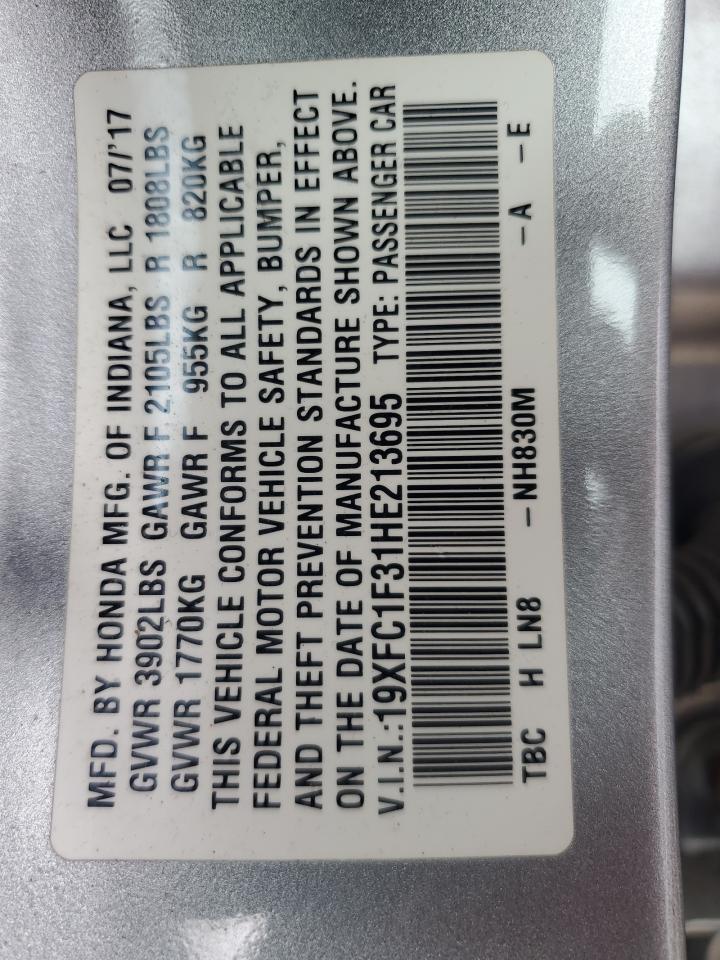 MFD. BY HONDA MFG. OF INDIANA, LLC 07/'17
GVWR 3902LBS GAWR F 2105LBS R 1808LBS
GVWR 1770KG GAWR F 955KG R 820KG
THIS VEHICLE CONFORMS TO ALL APPLICABLE
FEDERAL MOTOR VEHICLE SAFETY, BUMPER,
AND THEFT PREVENTION STANDARDS IN EFFECT
ON THE DATE OF MANUFACTURE SHOWN ABOVE.
V.I.N.:19XFC1F31HE213695 TYPE: PASSENGER CAR
TBC H LN8 -NH830M -A -E